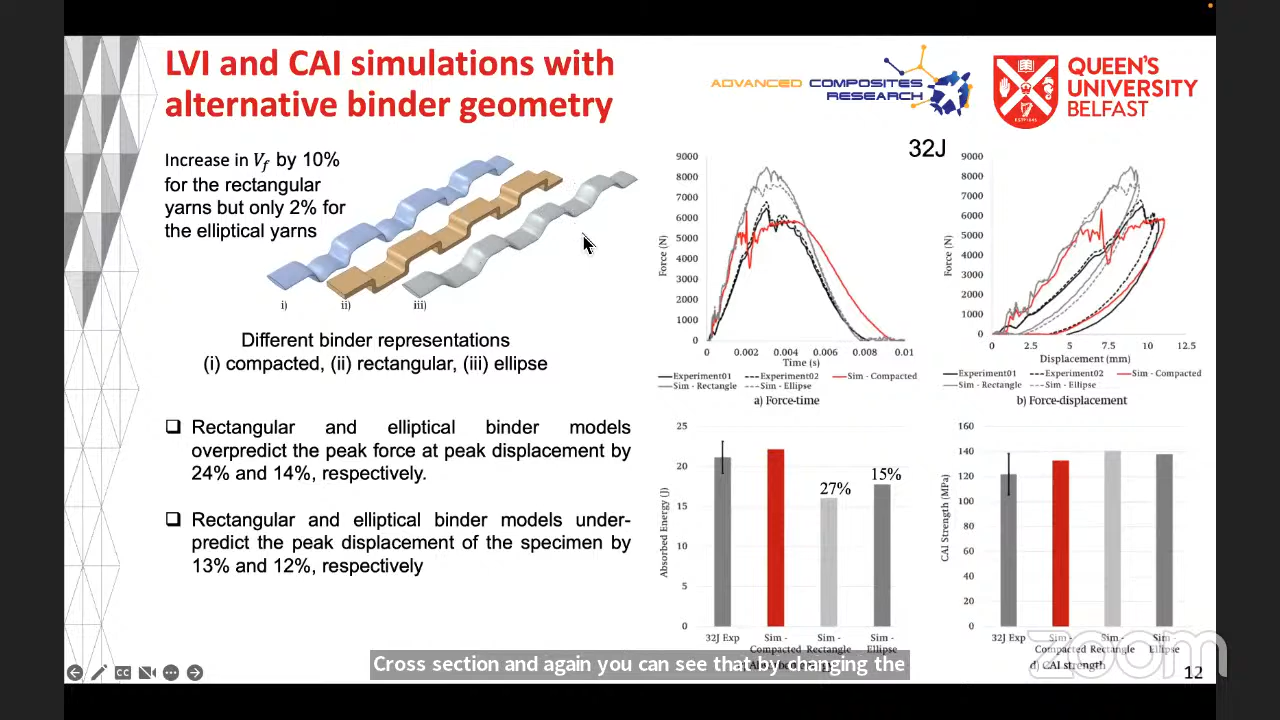 LVI and CAI simulations with
alternative binder geometry
ADVANCED COMPOSITES
RESEARCH
QUEEN'S
UNIVERSITY
BELFAST
Increase in V_f by 10%
for the rectangular
yarns but only 2% for
the elliptical yarns
i)
ii)
iii)
Different binder representations
(i) compacted, (ii) rectangular, (iii) ellipse
❑ Rectangular and elliptical binder models
overpredict the peak force at peak displacement by
24% and 14%, respectively.
❑ Rectangular and elliptical binder models under-
predict the peak displacement of the specimen by
13% and 12%, respectively
32J
9000
8000
7000
6000
5000
4000
3000
2000
1000
0
Force (N)
0 0.002 0.004 0.006 0.008 0.01
Time (s)
Experiment01 Experiment02 Sim - Compacted
Sim - Rectangle Sim - Ellipse
a) Force-time
9000
8000
7000
6000
5000
4000
3000
2000
1000
0
Force (N)
0 2.5 5 7.5 10 12.5
Displacement (mm)
Experiment01 Experiment02 Sim - Compacted
Sim - Rectangle Sim - Ellipse
b) Force-displacement
25
20
15
10
5
0
Absorbed Energy (J)
27%
15%
32J Exp Sim - Sim - Sim -
Compacted Rectangle Ellipse
160
140
120
100
80
60
40
20
0
CAI Strength (MPa)
32J Exp Sim - Sim - Sim -
Compacted Rectangle Ellipse
d) CAI strength
Cross section and again you can see that by changing the
zoom
CC
12